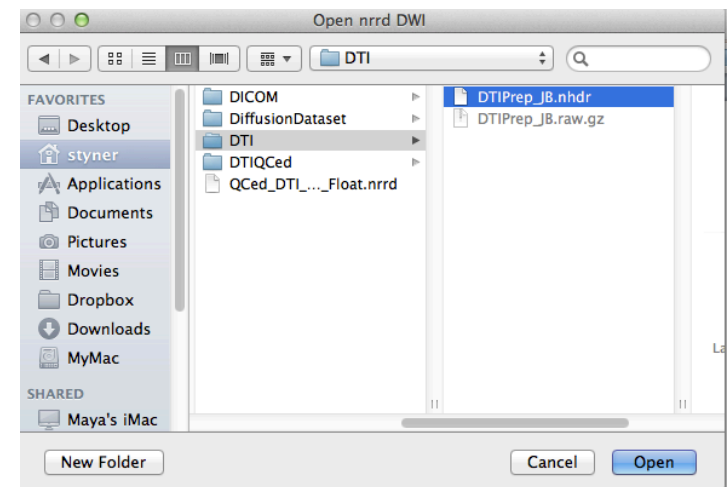 Open nrrd DWI
DTI
FAVORITES
Desktop
styner
Applications
Documents
Pictures
Movies
Dropbox
Downloads
MyMac
SHARED
Maya's iMac
DICOM
DiffusionDataset
DTI
DTIQCed
QCed_DTI_..._Float.nrrd
DTIPrep_JB.nhdr
DTIPrep_JB.raw.gz
La
New Folder
Cancel
Open